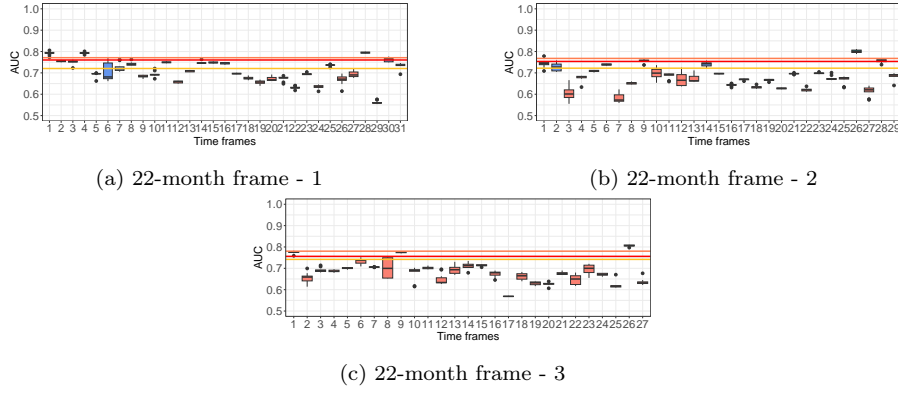 1.0
0.9
0.8
0.7
0.6
0.5
AUC
1 2 3 4 5 6 7 8 9 10 11 12 13 14 15 16 17 18 19 20 21 22 23 24 25 26 27 28 29 30 31
Time frames
(a) 22-month frame - 1
1.0
0.9
0.8
0.7
0.6
0.5
AUC
1 2 3 4 5 6 7 8 9 10 11 12 13 14 15 16 17 18 19 20 21 22 23 24 25 26 27 28 29
Time frames
(b) 22-month frame - 2
1.0
0.9
0.8
0.7
0.6
0.5
AUC
1 2 3 4 5 6 7 8 9 10 11 12 13 14 15 16 17 18 19 20 21 22 23 24 25 26 27
Time frames
(c) 22-month frame - 3